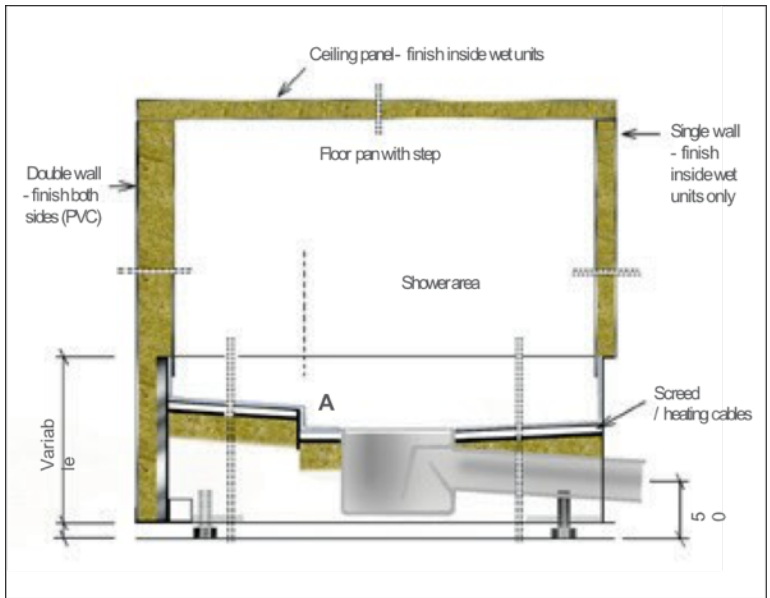 Ceiling panel- finish inside wet units
Floor pan with step
Single wall
- finish
inside wet
units only
Double wall
- finish both
sides (PVC)
Shower area
A
Screed
/ heating cables
Variab
le
5
0